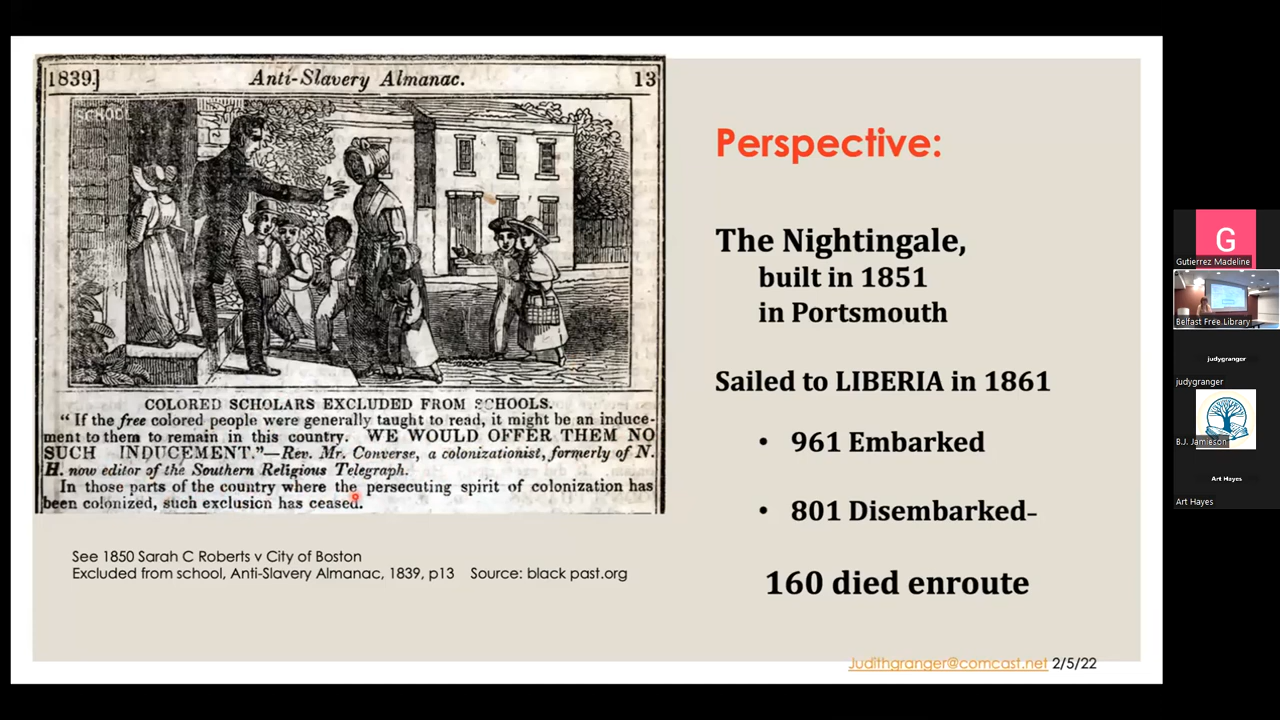 1839.] Anti-Slavery Almanac. 13
SCHOOL
COLORED SCHOLARS EXCLUDED FROM SCHOOLS.
“ If the free colored people were generally taught to read, it might be an induce-
ment to them to remain in this country. WE WOULD OFFER THEM NO
SUCH INDUCEMENT.”—Rev. Mr. Converse, a colonizationist, formerly of N.
H. now editor of the Southern Religious Telegraph.
In those parts of the country where the persecuting spirit of colonization has
been colonized, such exclusion has ceased.
See 1850 Sarah C Roberts v City of Boston
Excluded from school, Anti-Slavery Almanac, 1839, p13 Source: black past.org
Perspective:
The Nightingale,
built in 1851
in Portsmouth
Sailed to LIBERIA in 1861
• 961 Embarked
• 801 Disembarked–
160 died enroute
Judithgranger@comcast.net 2/5/22
G
Gutierrez Madeline
Belfast Free Library
judygranger
judygranger
B.J. Jamieson
Art Hayes
Art Hayes